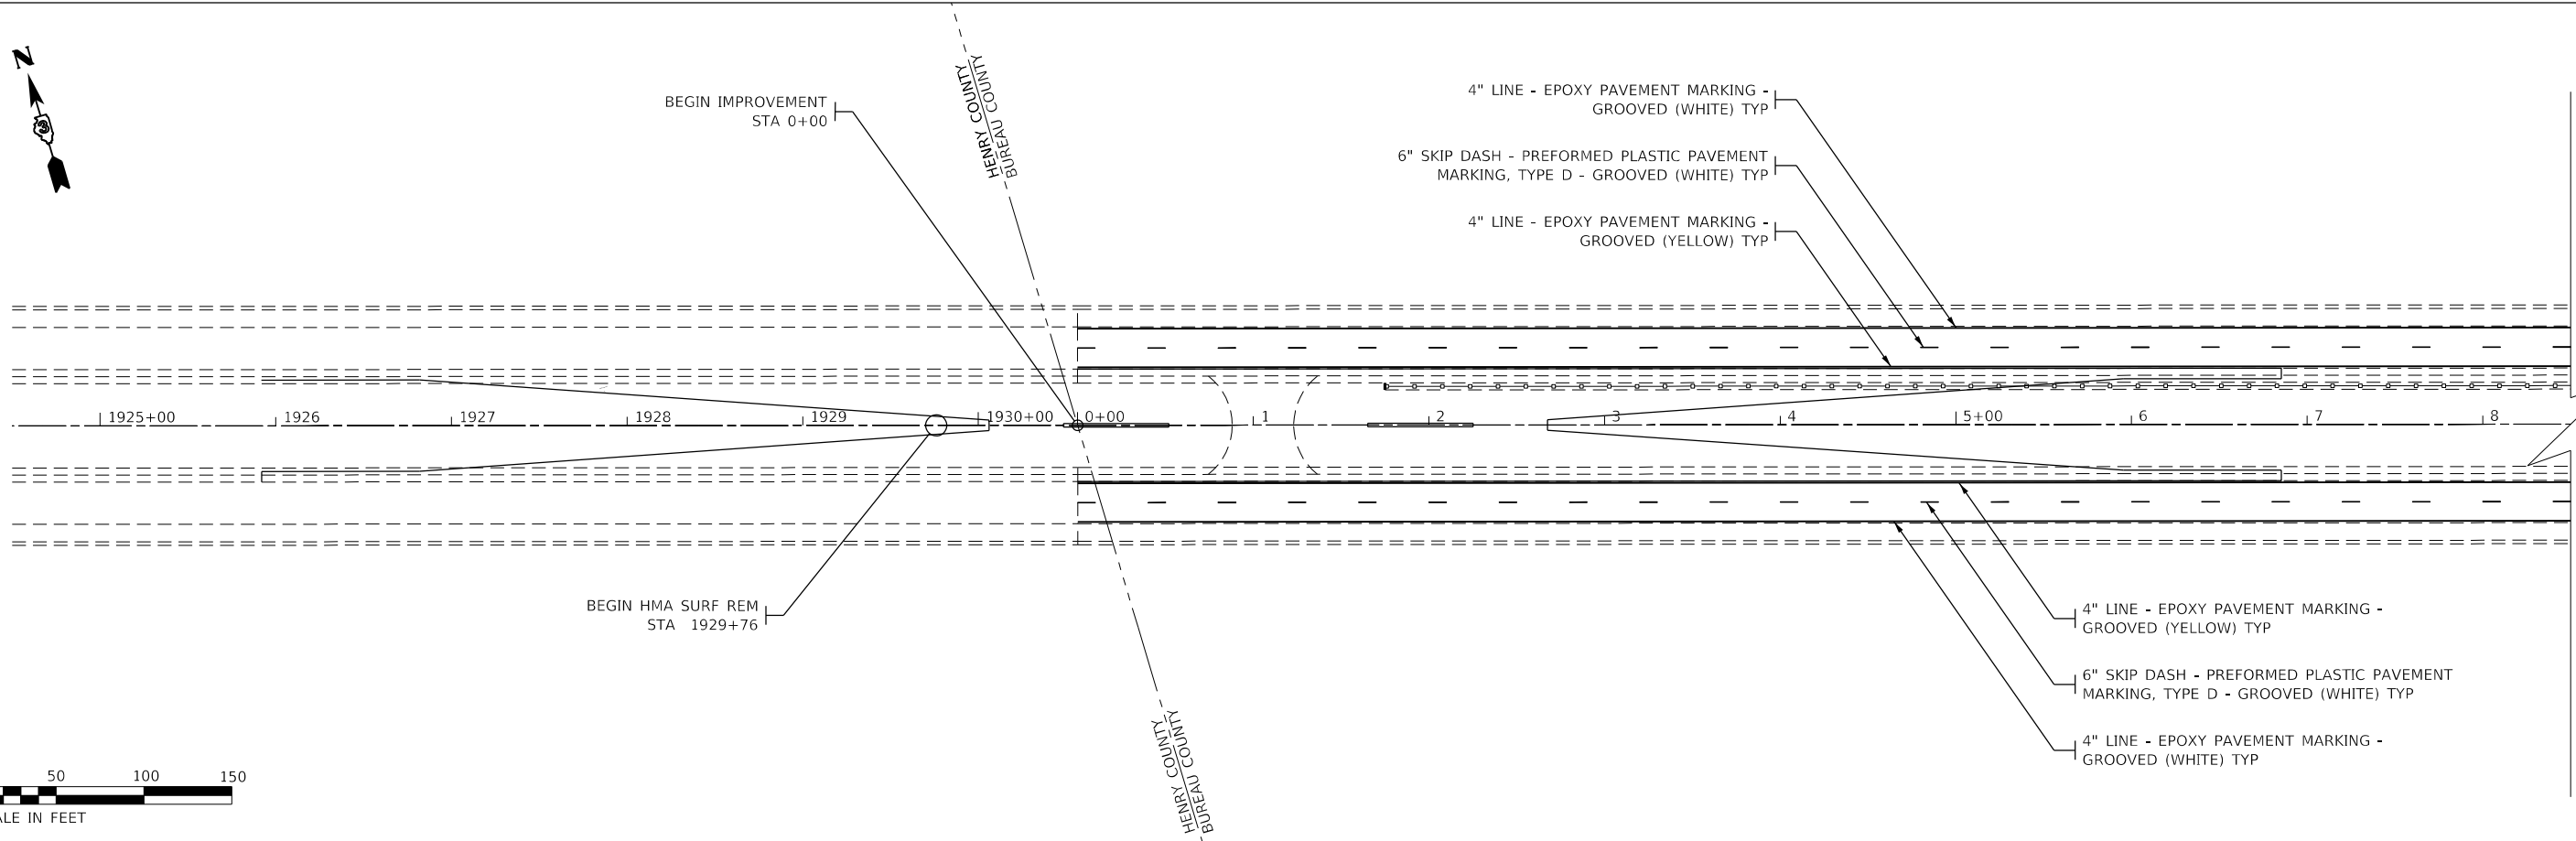 N
3
HENRY COUNTY
BUREAU COUNTY
BEGIN IMPROVEMENT
STA 0+00
4" LINE - EPOXY PAVEMENT MARKING -
GROOVED (WHITE) TYP
6" SKIP DASH - PREFORMED PLASTIC PAVEMENT
MARKING, TYPE D - GROOVED (WHITE) TYP
4" LINE - EPOXY PAVEMENT MARKING -
GROOVED (YELLOW) TYP
1925+00 1926 1927 1928 1929 1930+00 0+00 1 2 3 4 5+00 6 7 8
BEGIN HMA SURF REM
STA 1929+76
4" LINE - EPOXY PAVEMENT MARKING -
GROOVED (YELLOW) TYP
6" SKIP DASH - PREFORMED PLASTIC PAVEMENT
MARKING, TYPE D - GROOVED (WHITE) TYP
4" LINE - EPOXY PAVEMENT MARKING -
GROOVED (WHITE) TYP
HENRY COUNTY
BUREAU COUNTY
50 100 150
ALE IN FEET